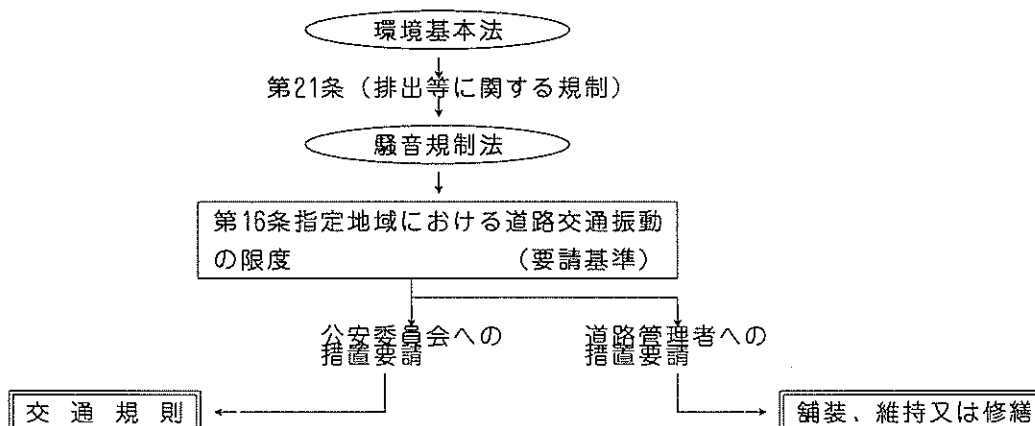 環境基本法
第21条（排出等に関する規制）
騒音規制法
第16条指定地域における道路交通振動
の限度　　　　　　　　（要請基準）
公安委員会への
措置要請
道路管理者への
措置要請
交　通　規　則
舗装、維持又は修繕